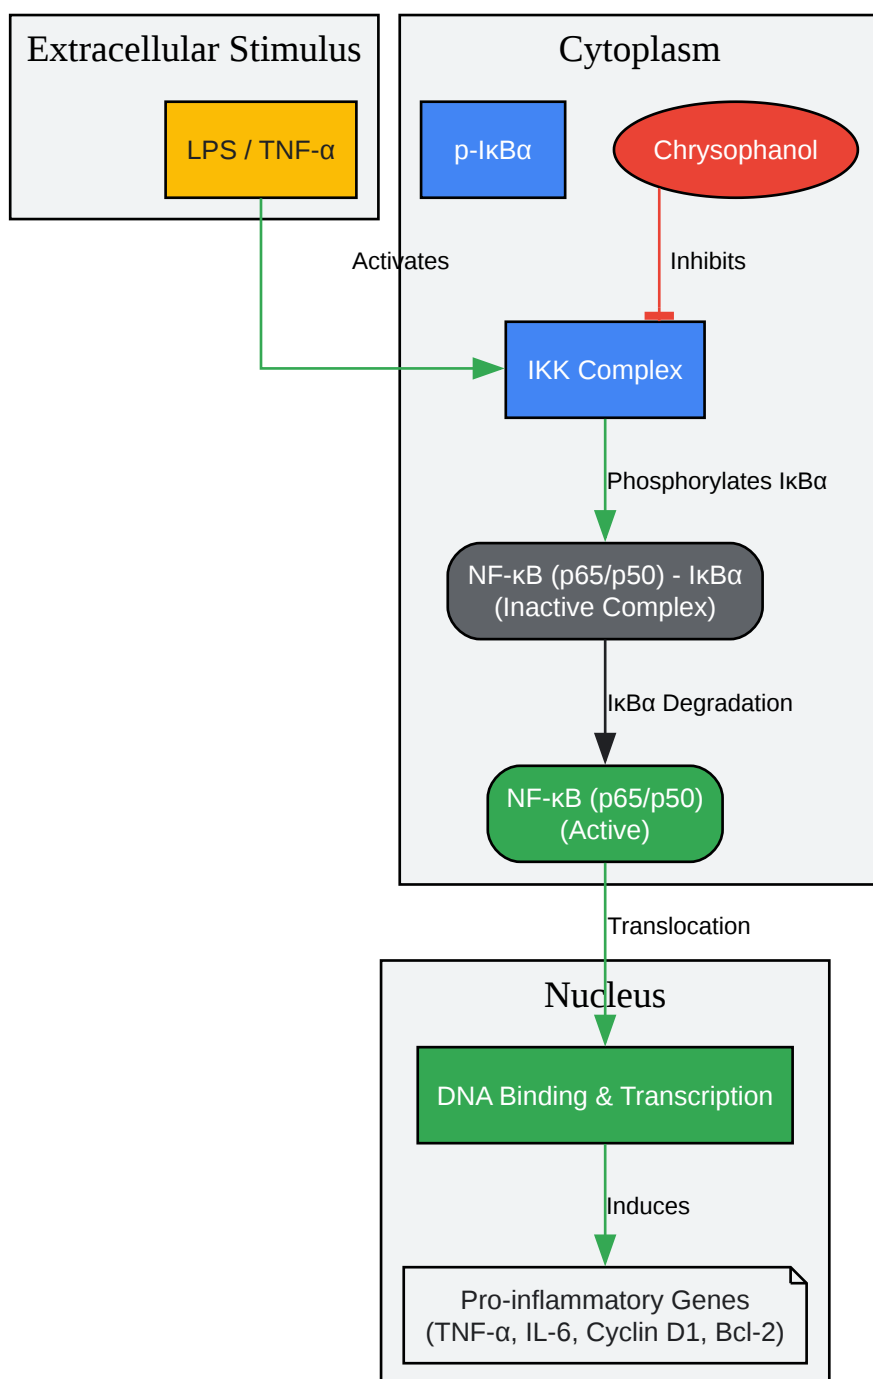 Extracellular Stimulus
Cytoplasm
LPS / TNF-α
p-IκBα
Chrysophanol
Activates
Inhibits
IKK Complex
Phosphorylates IκBα
NF-κB (p65/p50) - IκBα
(Inactive Complex)
IκBα Degradation
NF-κB (p65/p50)
(Active)
Translocation
Nucleus
DNA Binding & Transcription
Induces
Pro-inflammatory Genes
(TNF-α, IL-6, Cyclin D1, Bcl-2)